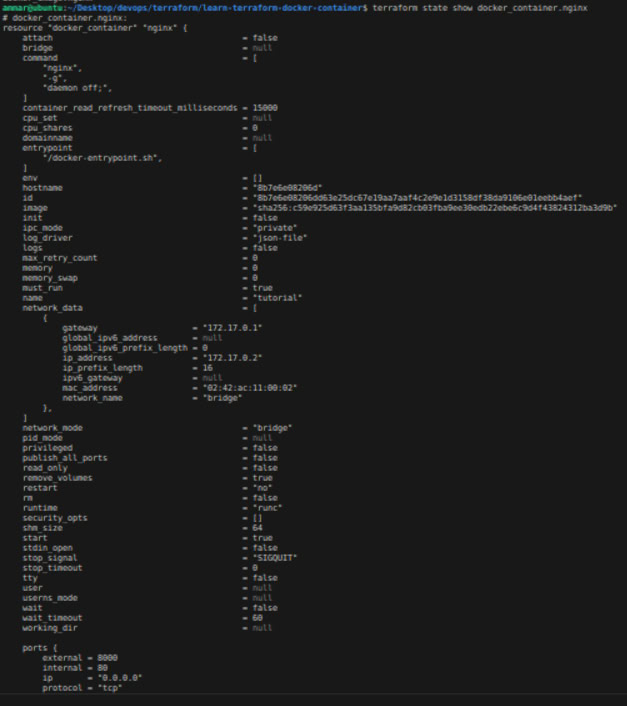 ammar@ubuntu:~/Desktop/devops/terraform/learn-terraform-docker-container$ terraform state show docker_container.nginx
# docker_container.nginx:
resource "docker_container" "nginx" {
    attach                                      = false
    bridge                                      = null
    command                                     = [
        "nginx",
        "-g",
        "daemon off;",
    ]
    container_read_refresh_timeout_milliseconds = 15000
    cpu_set                                     = null
    cpu_shares                                  = 0
    domainname                                  = null
    entrypoint                                  = [
        "/docker-entrypoint.sh",
    ]
    env                                         = []
    hostname                                    = "8b7e6e08206d"
    id                                          = "8b7e6e08206dd63e25dc67e19aa7aaf4c2e9e1d3158df38da9106e01eebb4aef"
    image                                       = "sha256:c59e925d63f3aa135bfa9d82cb03fba9ee30edb22ebe6c9d4f43824312ba3d9b"
    init                                        = false
    ipc_mode                                    = "private"
    log_driver                                  = "json-file"
    logs                                        = false
    max_retry_count                             = 0
    memory                                      = 0
    memory_swap                                 = 0
    must_run                                    = true
    name                                        = "tutorial"
    network_data                                = [
        {
            gateway                   = "172.17.0.1"
            global_ipv6_address       = null
            global_ipv6_prefix_length = 0
            ip_address                = "172.17.0.2"
            ip_prefix_length          = 16
            ipv6_gateway              = null
            mac_address               = "02:42:ac:11:00:02"
            network_name              = "bridge"
        },
    ]
    network_mode                                = "bridge"
    pid_mode                                    = null
    privileged                                  = false
    publish_all_ports                           = false
    read_only                                   = false
    remove_volumes                              = true
    restart                                     = "no"
    rm                                          = false
    runtime                                     = "runc"
    security_opts                               = []
    shm_size                                    = 64
    start                                       = true
    stdin_open                                  = false
    stop_signal                                 = "SIGQUIT"
    stop_timeout                                = 0
    tty                                         = false
    user                                        = null
    userns_mode                                 = null
    wait                                        = false
    wait_timeout                                = 60
    working_dir                                 = null

    ports {
        external = 8000
        internal = 80
        ip       = "0.0.0.0"
        protocol = "tcp"